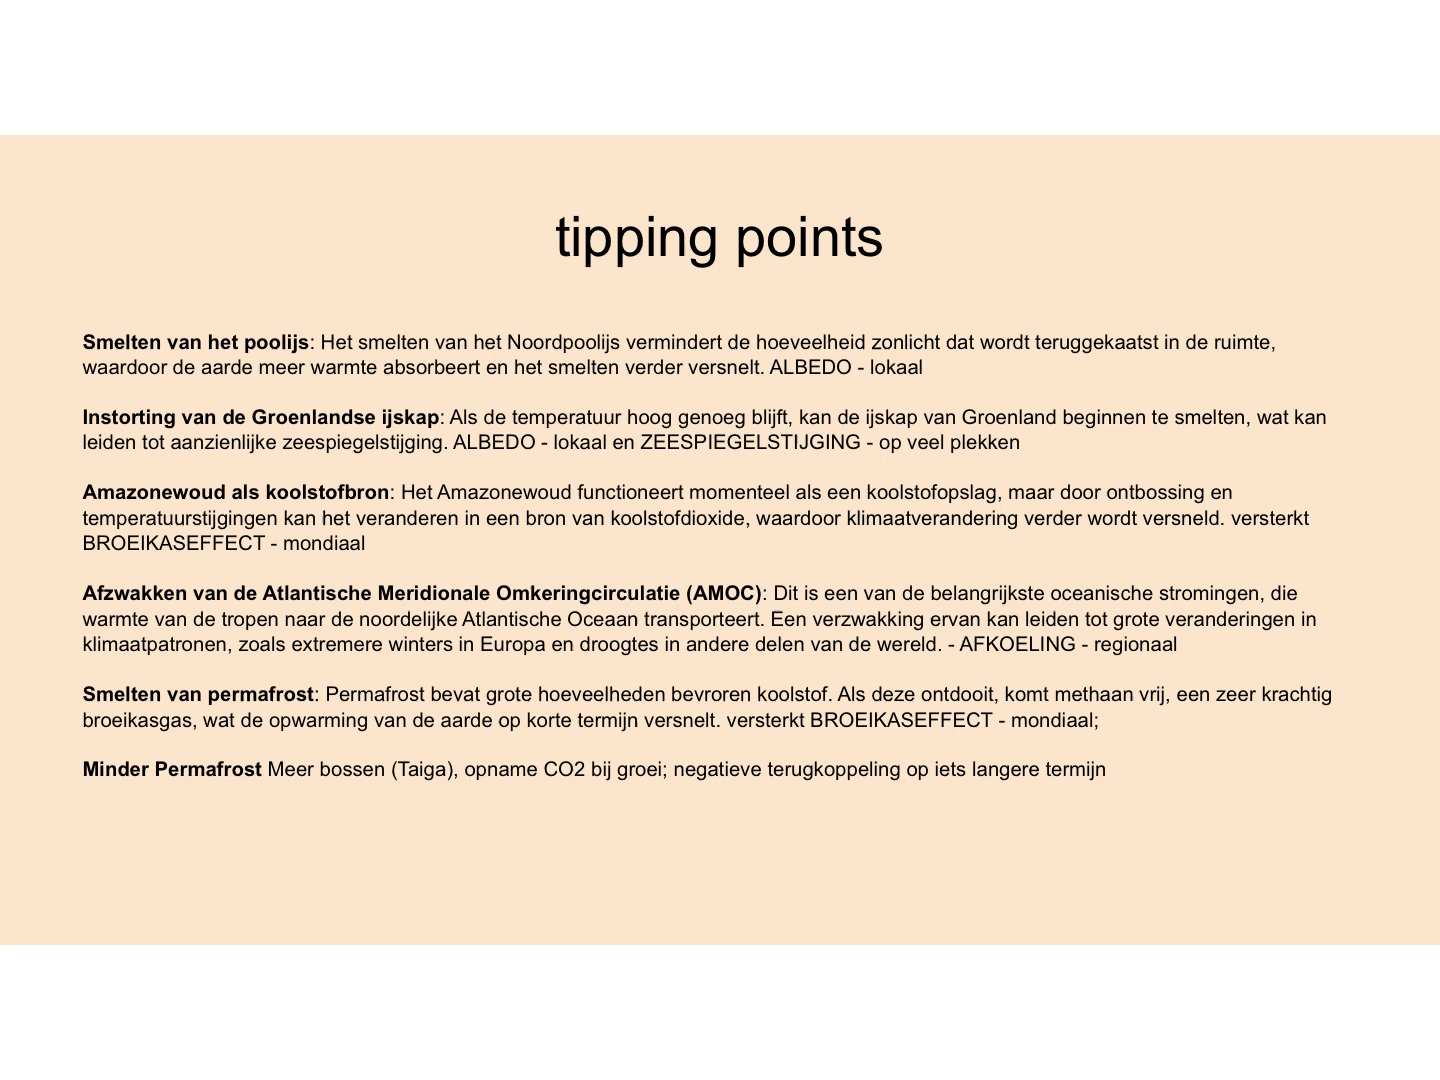 tipping points
Smelten van het poolijs: Het smelten van het Noordpoolijs vermindert de hoeveelheid zonlicht dat wordt teruggekaatst in de ruimte,
waardoor de aarde meer warmte absorbeert en het smelten verder versnelt. ALBEDO - lokaal
Instorting van de Groenlandse ijskap: Als de temperatuur hoog genoeg blijft, kan de ijskap van Groenland beginnen te smelten, wat kan
leiden tot aanzienlijke zeespiegelstijging. ALBEDO - lokaal en ZEESPIEGELSTIJGING - op veel plekken
Amazonewoud als koolstofbron: Het Amazonewoud functioneert momenteel als een koolstofopslag, maar door ontbossing en
temperatuurstijgingen kan het veranderen in een bron van koolstofdioxide, waardoor klimaatverandering verder wordt versneld. versterkt
BROEIKASEFFECT - mondiaal
Afzwakken van de Atlantische Meridionale Omkeringcirculatie (AMOC): Dit is een van de belangrijkste oceanische stromingen, die
warmte van de tropen naar de noordelijke Atlantische Oceaan transporteert. Een verzwakking ervan kan leiden tot grote veranderingen in
klimaatpatronen, zoals extremere winters in Europa en droogtes in andere delen van de wereld. - AFKOELING - regionaal
Smelten van permafrost: Permafrost bevat grote hoeveelheden bevroren koolstof. Als deze ontdooit, komt methaan vrij, een zeer krachtig
broeikasgas, wat de opwarming van de aarde op korte termijn versnelt. versterkt BROEIKASEFFECT - mondiaal;
Minder Permafrost Meer bossen (Taiga), opname CO2 bij groei; negatieve terugkoppeling op iets langere termijn